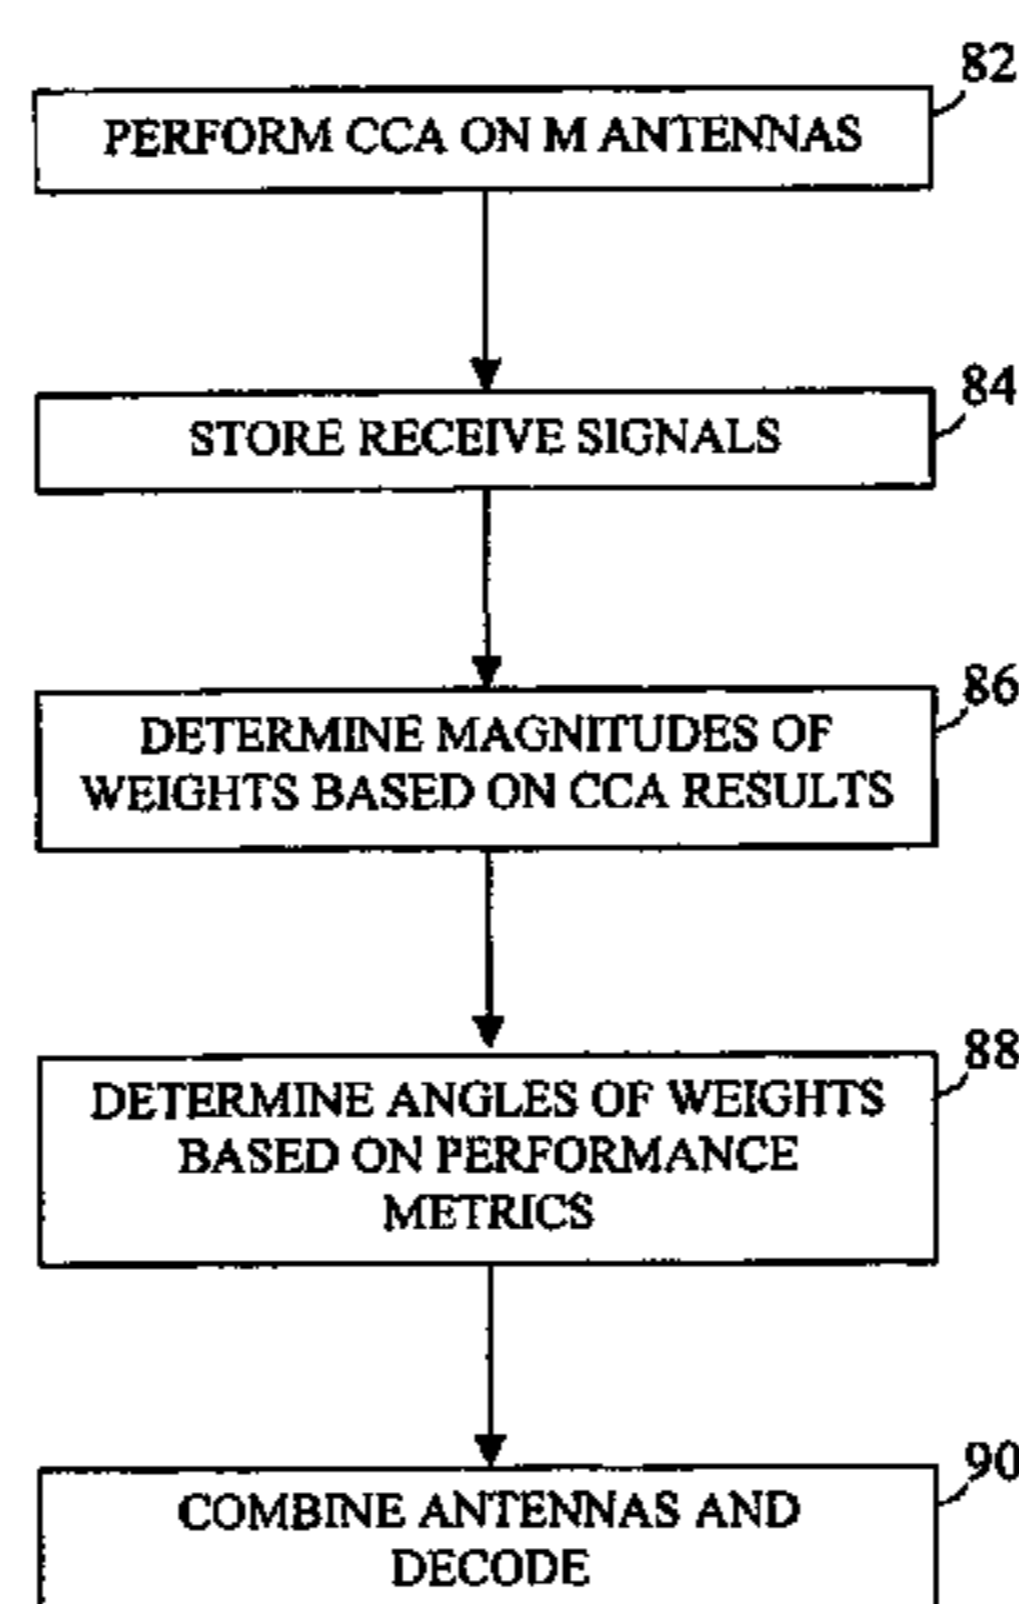 82
PERFORM CCA ON M ANTENNAS
84
STORE RECEIVE SIGNALS
86
DETERMINE MAGNITUDES OF
WEIGHTS BASED ON CCA RESULTS
88
DETERMINE ANGLES OF WEIGHTS
BASED ON PERFORMANCE
METRICS
90
COMBINE ANTENNAS AND
DECODE